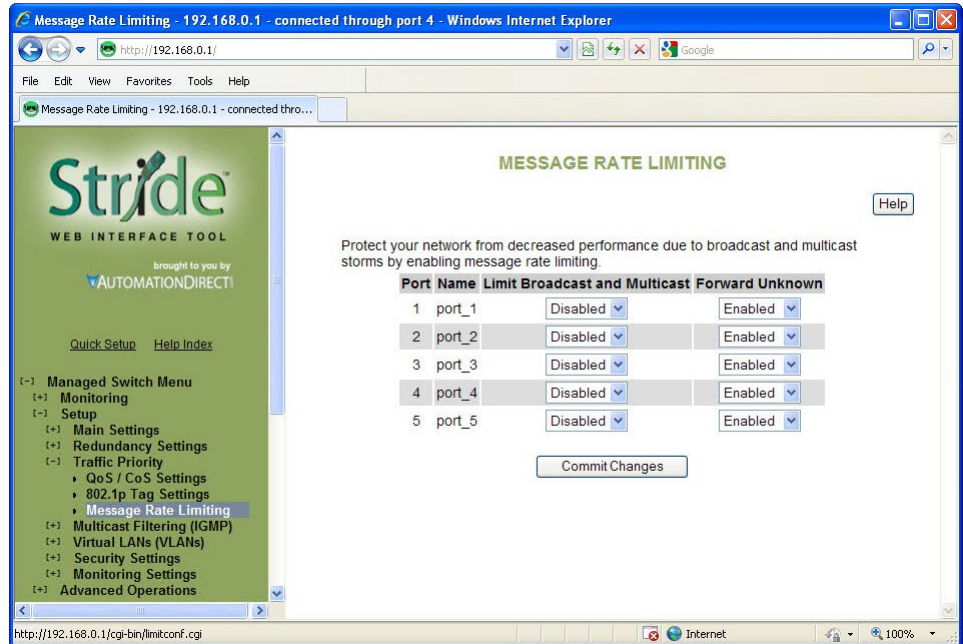 Message Rate Limiting - 192.168.0.1 - connected through port 4 - Windows Internet Explorer
http://192.168.0.1/
Google
File Edit View Favorites Tools Help
Message Rate Limiting - 192.168.0.1 - connected thro...
Stride
WEB INTERFACE TOOL
brought to you by
AUTOMATIONDIRECT
Quick Setup Help Index
[-] Managed Switch Menu
[+] Monitoring
[-] Setup
[+] Main Settings
[+] Redundancy Settings
[-] Traffic Priority
QoS / CoS Settings
802.1p Tag Settings
Message Rate Limiting
[+] Multicast Filtering (IGMP)
[+] Virtual LANs (VLANs)
[+] Security Settings
[+] Monitoring Settings
[+] Advanced Operations
MESSAGE RATE LIMITING
Help
Protect your network from decreased performance due to broadcast and multicast
storms by enabling message rate limiting.
Port Name Limit Broadcast and Multicast Forward Unknown
1 port_1 Disabled Enabled
2 port_2 Disabled Enabled
3 port_3 Disabled Enabled
4 port_4 Disabled Enabled
5 port_5 Disabled Enabled
Commit Changes
http://192.168.0.1/cgi-bin/limitconf.cgi
Internet
100%